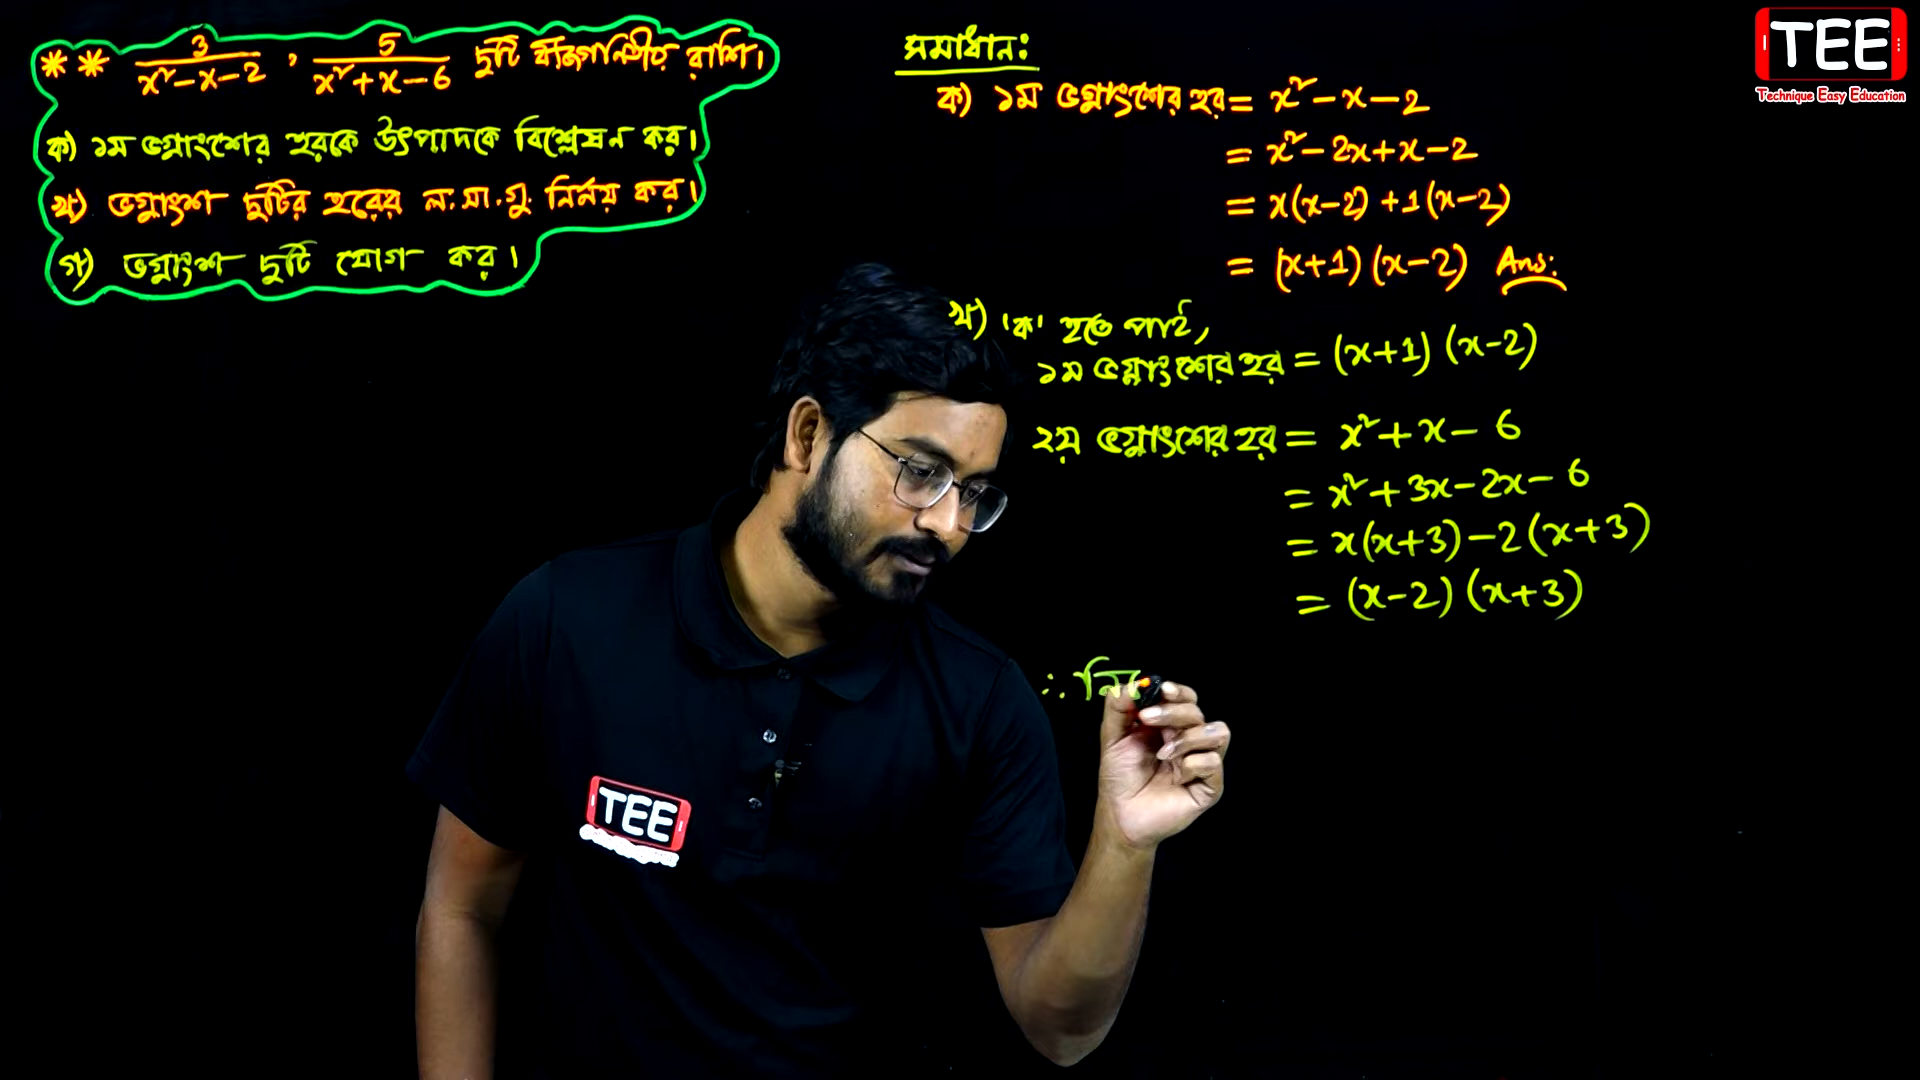 ** 3/(x²-x-2) , 5/(x²+x-6) দুটি বীজগানিতীয় রাশি।
ক) ১ম ভগ্নাংশের হরকে উৎপাদকে বিশ্লেষন কর।
খ) ভগ্নাংশ দুটির হরের ল.সা.গু. নির্নয় কর।
গ) ভগ্নাংশ দুটি যোগ কর।
সমাধান:
ক) ১ম ভগ্নাংশের হর = x²-x-2
= x²-2x+x-2
= x(x-2)+1(x-2)
= (x+1)(x-2) Ans:
খ) 'ক' হতে পাই,
১ম ভগ্নাংশের হর = (x+1)(x-2)
২য় ভগ্নাংশের হর = x²+x-6
= x²+3x-2x-6
= x(x+3)-2(x+3)
= (x-2)(x+3)
∴
TEE
Technique Easy Education
TEE